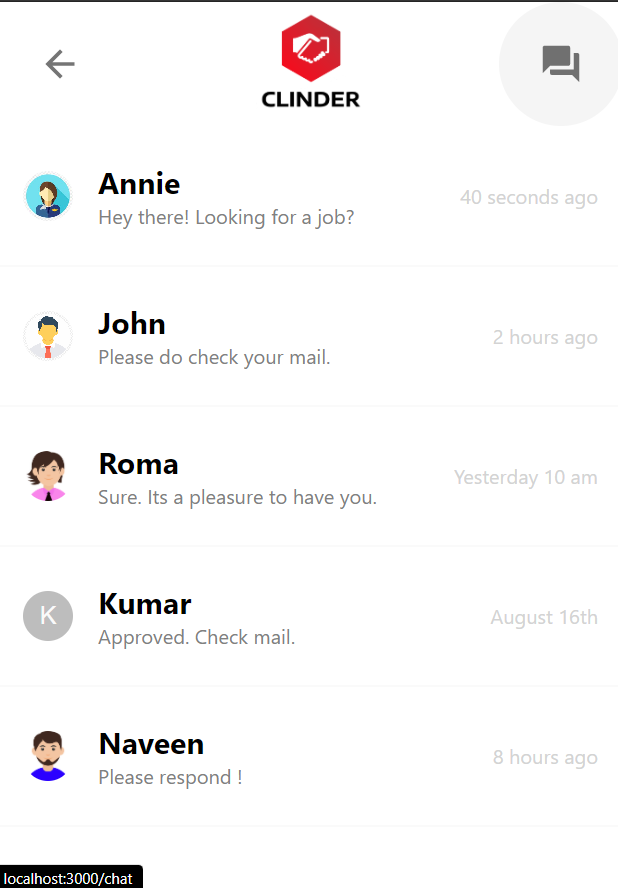 CLINDER
Annie
Hey there! Looking for a job?
40 seconds ago
John
Please do check your mail.
2 hours ago
Roma
Sure. Its a pleasure to have you.
Yesterday 10 am
K
Kumar
Approved. Check mail.
August 16th
Naveen
Please respond !
8 hours ago
localhost:3000/chat